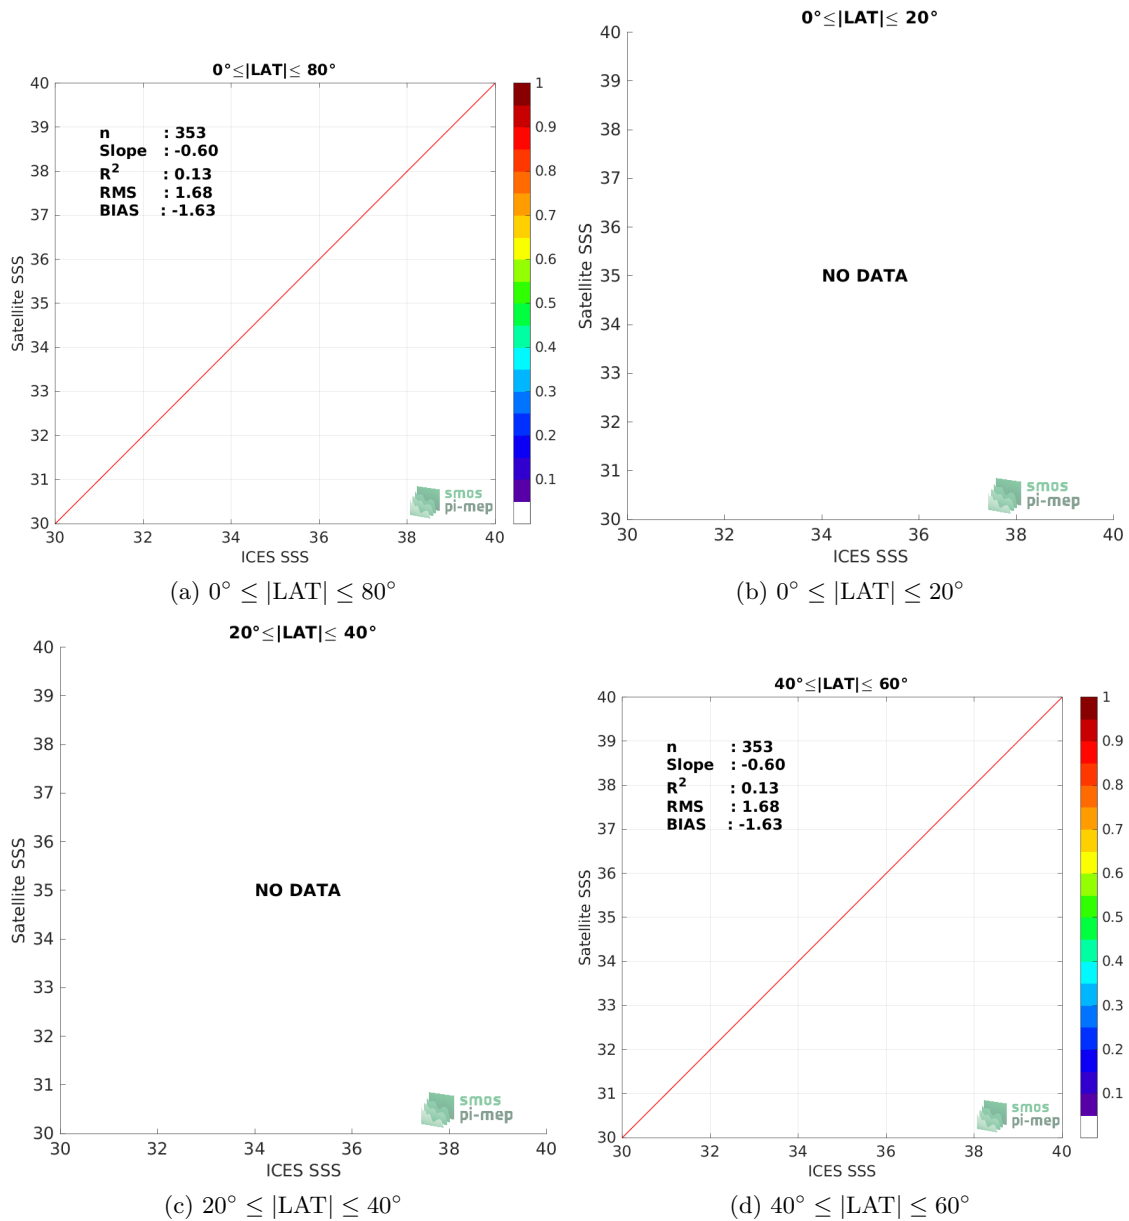 0°≤|LAT|≤ 80°
40
39
38
37
36
35
34
33
32
31
30
Satellite SSS
n : 353
Slope : -0.60
R² : 0.13
RMS : 1.68
BIAS : -1.63
smos
pi-mep
30 32 34 36 38 40
ICES SSS
1
0.9
0.8
0.7
0.6
0.5
0.4
0.3
0.2
0.1
(a) 0° ≤ |LAT| ≤ 80°
0°≤|LAT|≤ 20°
40
39
38
37
36
35
34
33
32
31
30
Satellite SSS
NO DATA
smos
pi-mep
30 32 34 36 38 40
ICES SSS
(b) 0° ≤ |LAT| ≤ 20°
20°≤|LAT|≤ 40°
40
39
38
37
36
35
34
33
32
31
30
Satellite SSS
NO DATA
smos
pi-mep
30 32 34 36 38 40
ICES SSS
(c) 20° ≤ |LAT| ≤ 40°
40°≤|LAT|≤ 60°
40
39
38
37
36
35
34
33
32
31
30
Satellite SSS
n : 353
Slope : -0.60
R² : 0.13
RMS : 1.68
BIAS : -1.63
smos
pi-mep
30 32 34 36 38 40
ICES SSS
1
0.9
0.8
0.7
0.6
0.5
0.4
0.3
0.2
0.1
(d) 40° ≤ |LAT| ≤ 60°